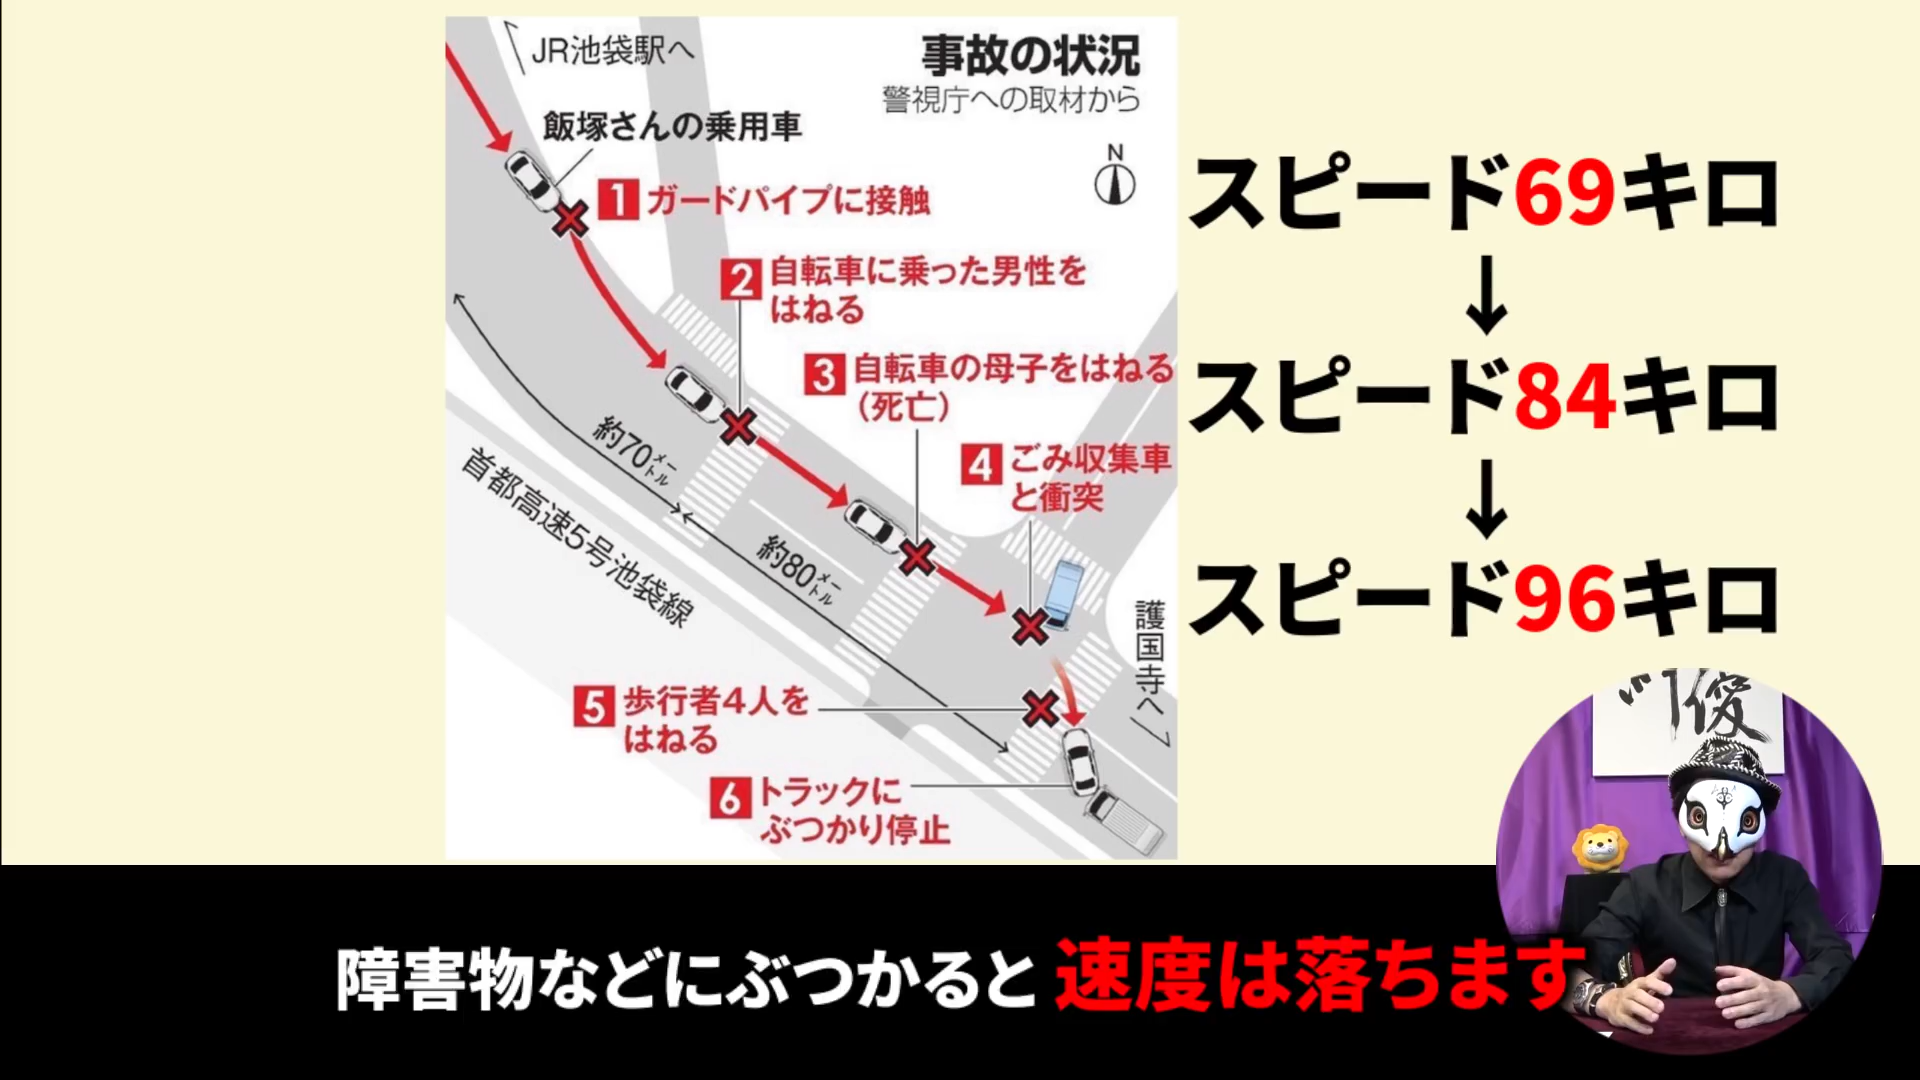 JR池袋駅へ
事故の状況
警視庁への取材から
飯塚さんの乗用車
N
1 ガードパイプに接触
2 自転車に乗った男性を
はねる
3 自転車の母子をはねる
(死亡)
4 ごみ収集車
と衝突
約70メートル
首都高速5号池袋線
約80メートル
護国寺へ
5 歩行者4人を
はねる
6 トラックに
ぶつかり停止
スピード69キロ
↓
スピード84キロ
↓
スピード96キロ
障害物などにぶつかると 速度は落ちます